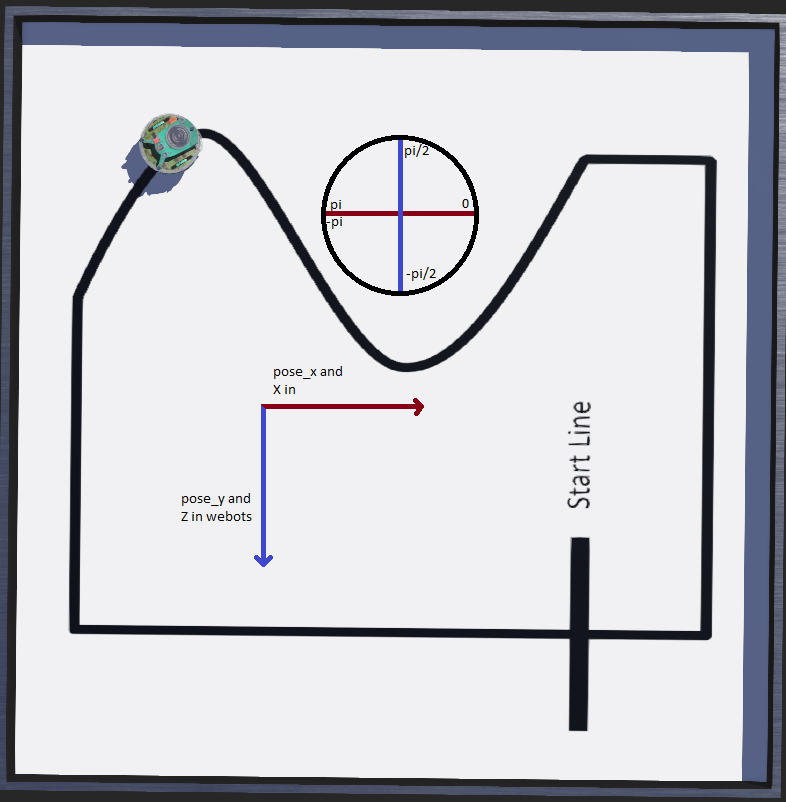 pi/2
pi
0
-pi
-pi/2
pose_x and
X in
Start Line
pose_y and
Z in webots